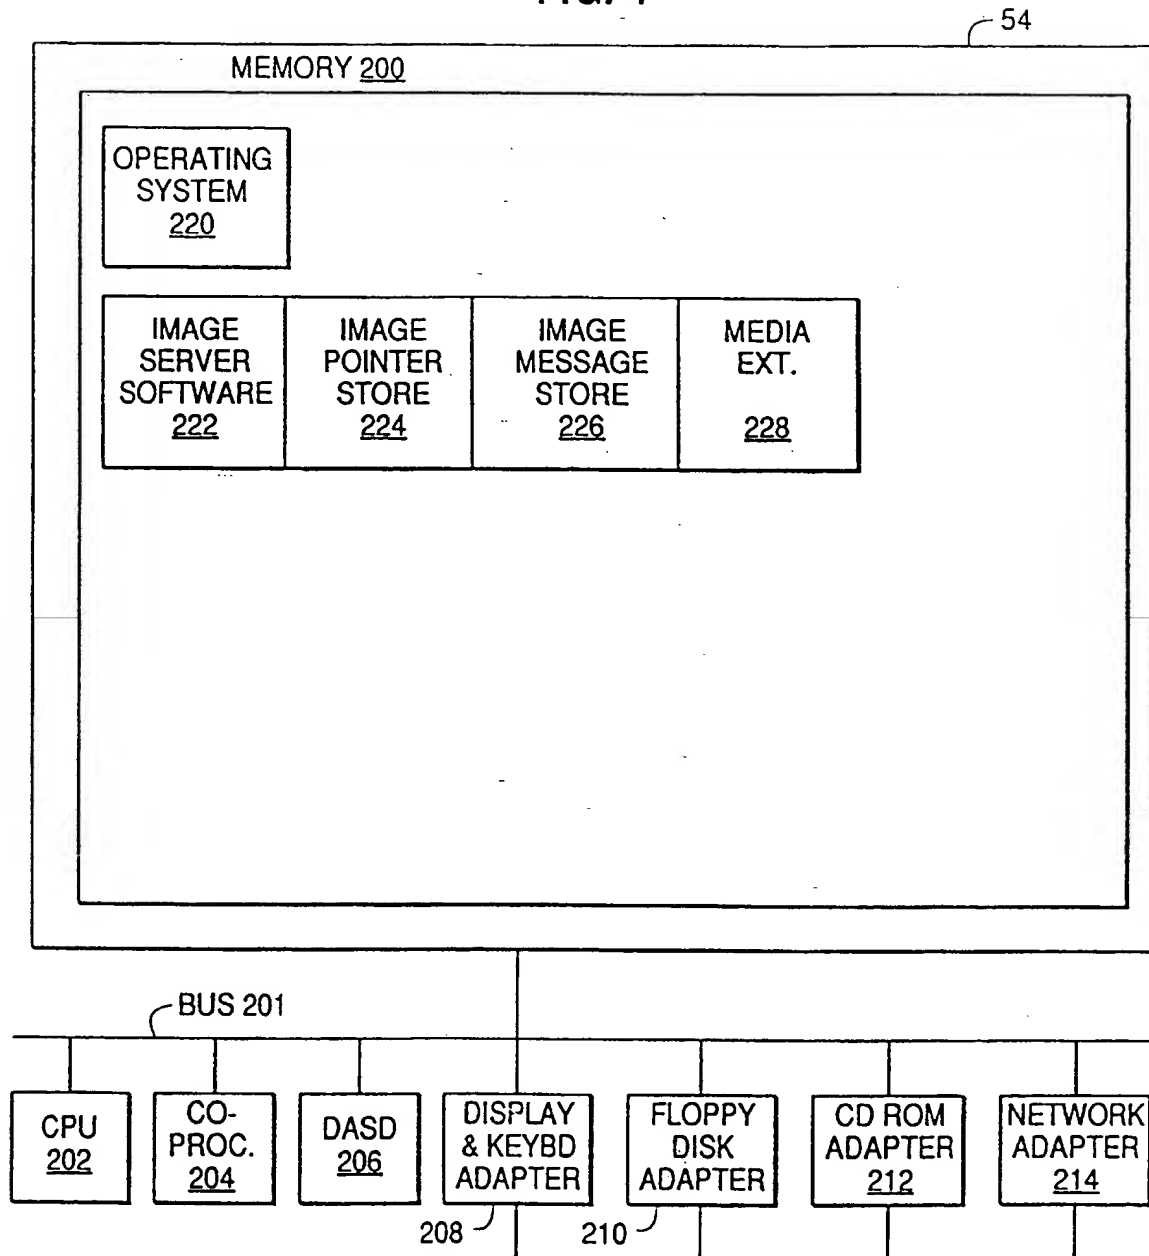 54
MEMORY 200
OPERATING
SYSTEM
220
IMAGE
SERVER
SOFTWARE
222
IMAGE
POINTER
STORE
224
IMAGE
MESSAGE
STORE
226
MEDIA
EXT.
228
BUS 201
CPU
202
CO-
PROC.
204
DASD
206
DISPLAY
& KEYBD
ADAPTER
208
FLOPPY
DISK
ADAPTER
210
CD ROM
ADAPTER
212
NETWORK
ADAPTER
214